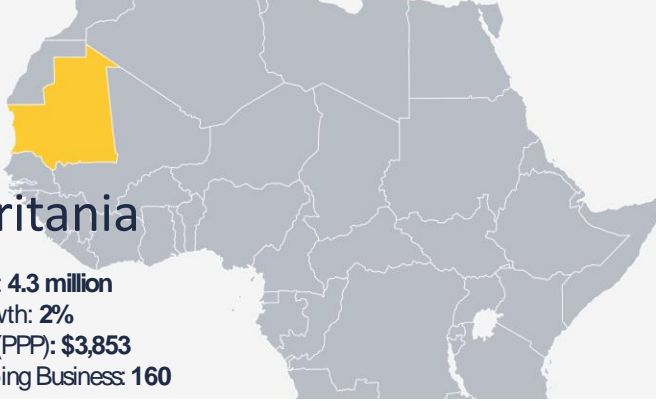 ritania
: 4.3 million
wth: 2%
(PPP): $3,853
ing Business: 160